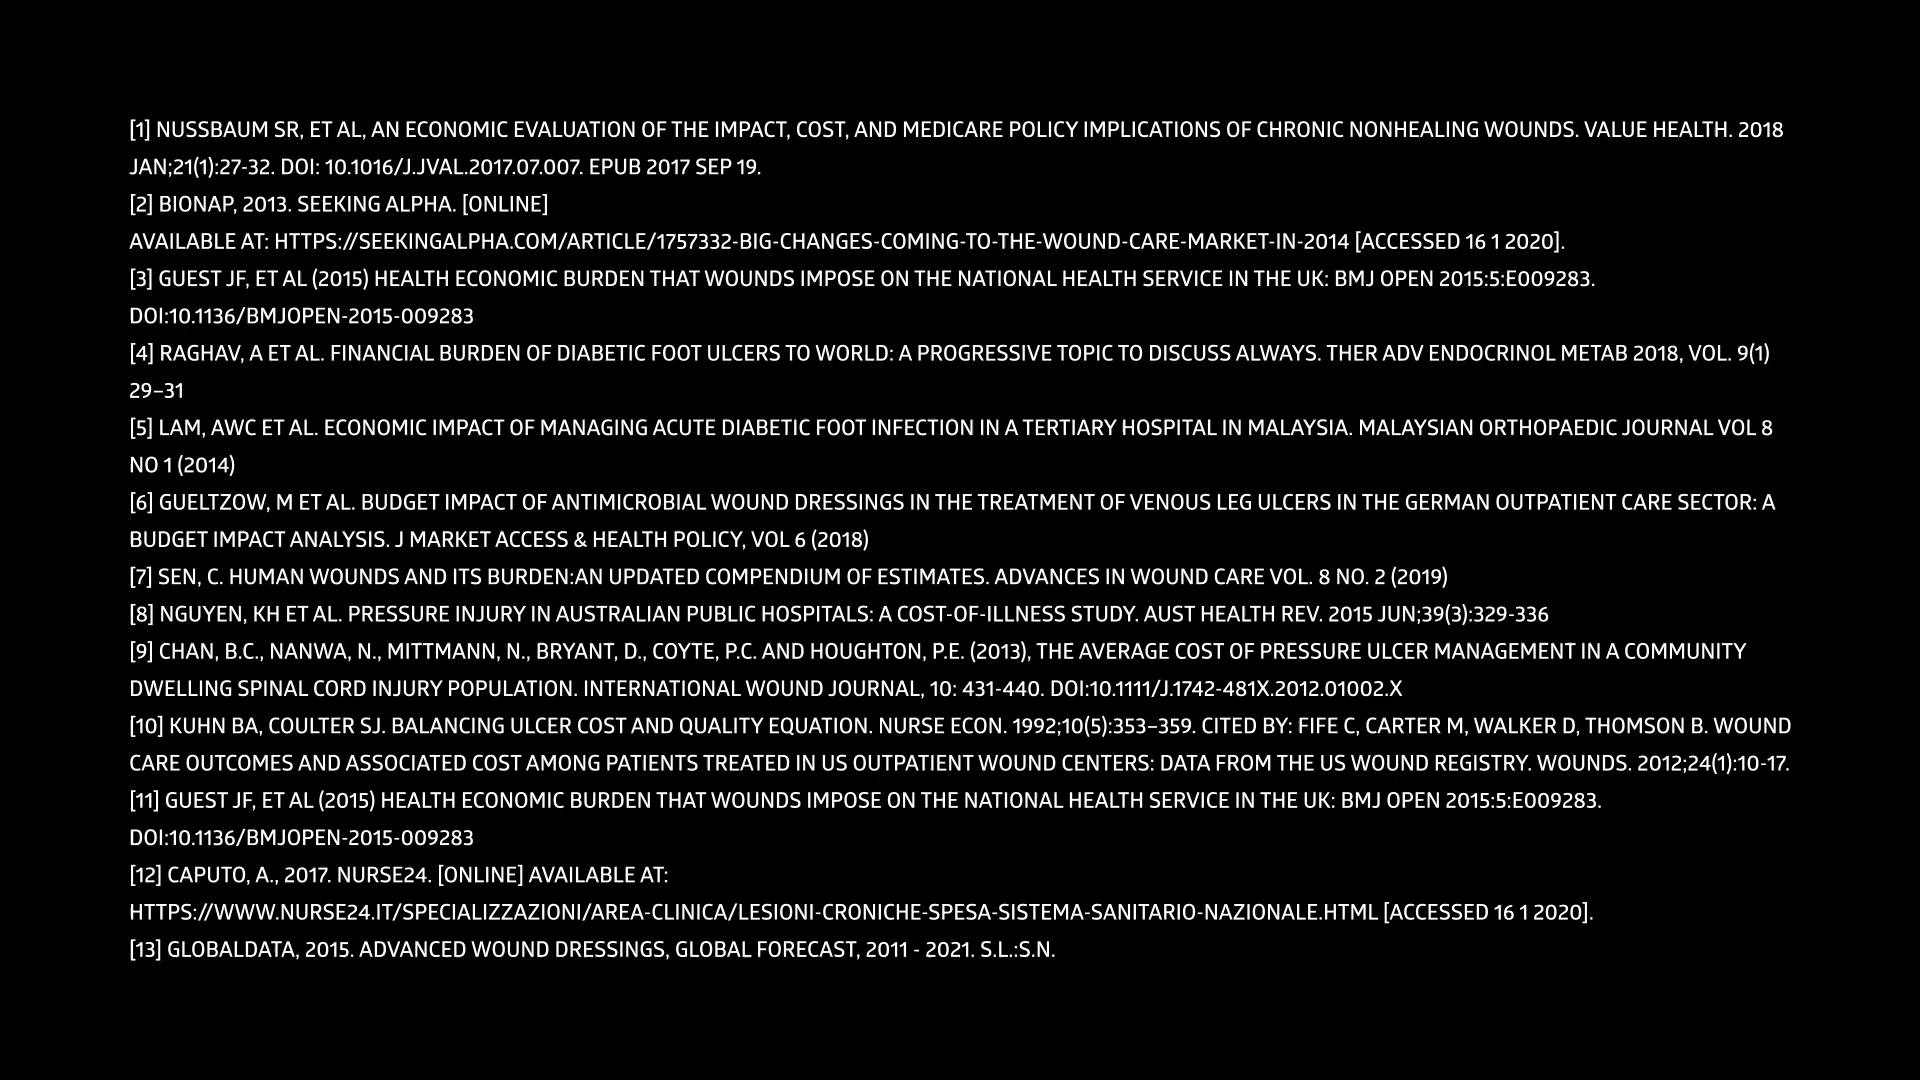 [1] NUSSBAUM SR, ET AL, AN ECONOMIC EVALUATION OF THE IMPACT, COST, AND MEDICARE POLICY IMPLICATIONS OF CHRONIC NONHEALING WOUNDS. VALUE HEALTH. 2018
JAN;21(1):27-32. DOI: 10.1016/J.JVAL.2017.07.007. EPUB 2017 SEP 19.
[2] BIONAP, 2013. SEEKING ALPHA. [ONLINE]
AVAILABLE AT: HTTPS://SEEKINGALPHA.COM/ARTICLE/1757332-BIG-CHANGES-COMING-TO-THE-WOUND-CARE-MARKET-IN-2014 [ACCESSED 16 1 2020].
[3] GUEST JF, ET AL (2015) HEALTH ECONOMIC BURDEN THAT WOUNDS IMPOSE ON THE NATIONAL HEALTH SERVICE IN THE UK: BMJ OPEN 2015:5:E009283.
DOI:10.1136/BMJOPEN-2015-009283
[4] RAGHAV, A ET AL. FINANCIAL BURDEN OF DIABETIC FOOT ULCERS TO WORLD: A PROGRESSIVE TOPIC TO DISCUSS ALWAYS. THER ADV ENDOCRINOL METAB 2018, VOL. 9(1)
29–31
[5] LAM, AWC ET AL. ECONOMIC IMPACT OF MANAGING ACUTE DIABETIC FOOT INFECTION IN A TERTIARY HOSPITAL IN MALAYSIA. MALAYSIAN ORTHOPAEDIC JOURNAL VOL 8
NO 1 (2014)
[6] GUELTZOW, M ET AL. BUDGET IMPACT OF ANTIMICROBIAL WOUND DRESSINGS IN THE TREATMENT OF VENOUS LEG ULCERS IN THE GERMAN OUTPATIENT CARE SECTOR: A
BUDGET IMPACT ANALYSIS. J MARKET ACCESS & HEALTH POLICY, VOL 6 (2018)
[7] SEN, C. HUMAN WOUNDS AND ITS BURDEN:AN UPDATED COMPENDIUM OF ESTIMATES. ADVANCES IN WOUND CARE VOL. 8 NO. 2 (2019)
[8] NGUYEN, KH ET AL. PRESSURE INJURY IN AUSTRALIAN PUBLIC HOSPITALS: A COST-OF-ILLNESS STUDY. AUST HEALTH REV. 2015 JUN;39(3):329-336
[9] CHAN, B.C., NANWA, N., MITTMANN, N., BRYANT, D., COYTE, P.C. AND HOUGHTON, P.E. (2013), THE AVERAGE COST OF PRESSURE ULCER MANAGEMENT IN A COMMUNITY
DWELLING SPINAL CORD INJURY POPULATION. INTERNATIONAL WOUND JOURNAL, 10: 431-440. DOI:10.1111/J.1742-481X.2012.01002.X
[10] KUHN BA, COULTER SJ. BALANCING ULCER COST AND QUALITY EQUATION. NURSE ECON. 1992;10(5):353–359. CITED BY: FIFE C, CARTER M, WALKER D, THOMSON B. WOUND
CARE OUTCOMES AND ASSOCIATED COST AMONG PATIENTS TREATED IN US OUTPATIENT WOUND CENTERS: DATA FROM THE US WOUND REGISTRY. WOUNDS. 2012;24(1):10-17.
[11] GUEST JF, ET AL (2015) HEALTH ECONOMIC BURDEN THAT WOUNDS IMPOSE ON THE NATIONAL HEALTH SERVICE IN THE UK: BMJ OPEN 2015:5:E009283.
DOI:10.1136/BMJOPEN-2015-009283
[12] CAPUTO, A., 2017. NURSE24. [ONLINE] AVAILABLE AT:
HTTPS://WWW.NURSE24.IT/SPECIALIZZAZIONI/AREA-CLINICA/LESIONI-CRONICHE-SPESA-SISTEMA-SANITARIO-NAZIONALE.HTML [ACCESSED 16 1 2020].
[13] GLOBALDATA, 2015. ADVANCED WOUND DRESSINGS, GLOBAL FORECAST, 2011 - 2021. S.L.:S.N.